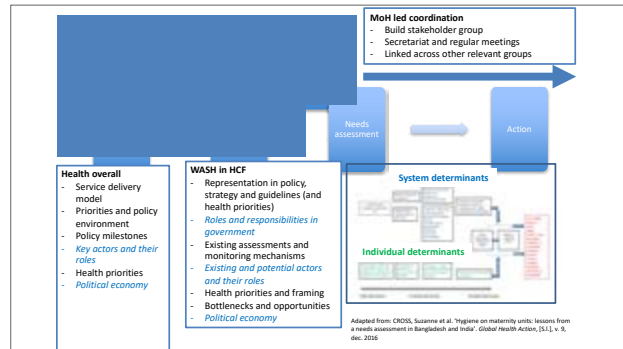 MoH led coordination
- Build stakeholder group
- Secretariat and regular meetings
- Linked across other relevant groups
Needs
assessment
Action
Health overall
- Service delivery
model
- Priorities and policy
environment
- Policy milestones
- Key actors and their
roles
- Health priorities
- Political economy
WASH in HCF
- Representation in policy,
strategy and guidelines (and
health priorities)
- Roles and responsibilities in
government
- Existing assessments and
monitoring mechanisms
- Existing and potential actors
and their roles
- Health priorities and framing
- Bottlenecks and opportunities
- Political economy
System determinants
Individual determinants
Adapted from: CROSS, Suzanne et al. 'Hygiene on maternity units: lessons from
a needs assessment in Bangladesh and India'. Global Health Action, [S.l.], v. 9,
dec. 2016